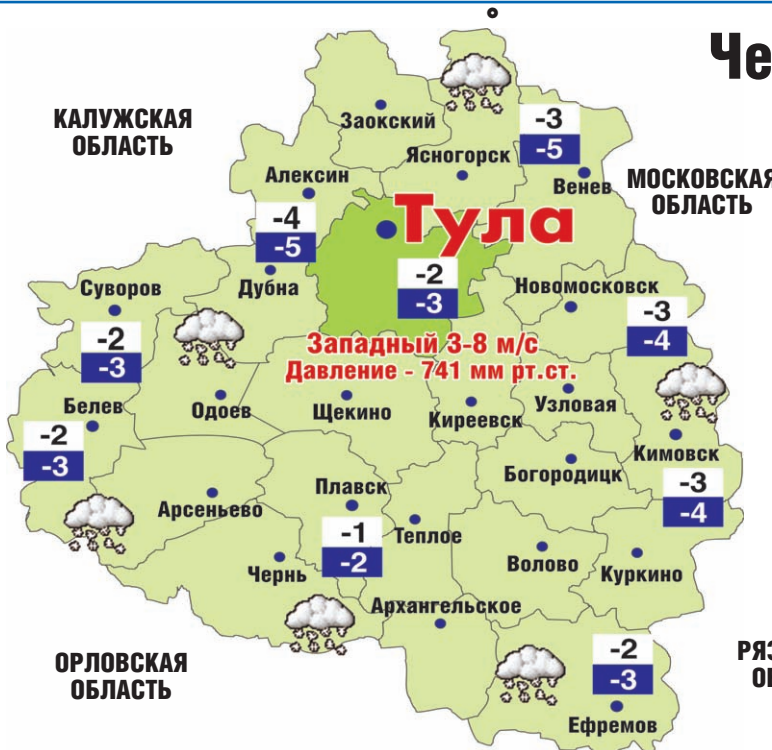 Че
КАЛУЖСКАЯ
ОБЛАСТЬ
Заокский
-3
-5
Ясногорск
Венев
МОСКОВСКАЯ
ОБЛАСТЬ
Алексин
Тула
-4
-5
Дубна
-2
-3
Новомосковск
Суворов
-3
-4
-2
-3
Западный 3-8 м/с
Давление - 741 мм рт.ст.
Белев
Одоев
Щекино
Киреевск
Узловая
-2
-3
Кимовск
Богородицк
-3
-4
Арсеньево
Плавск
Теплое
-1
-2
Чернь
Волово
Куркино
Архангельское
ОРЛОВСКАЯ
ОБЛАСТЬ
-2
-3
РЯЗ
ОБ
Ефремов